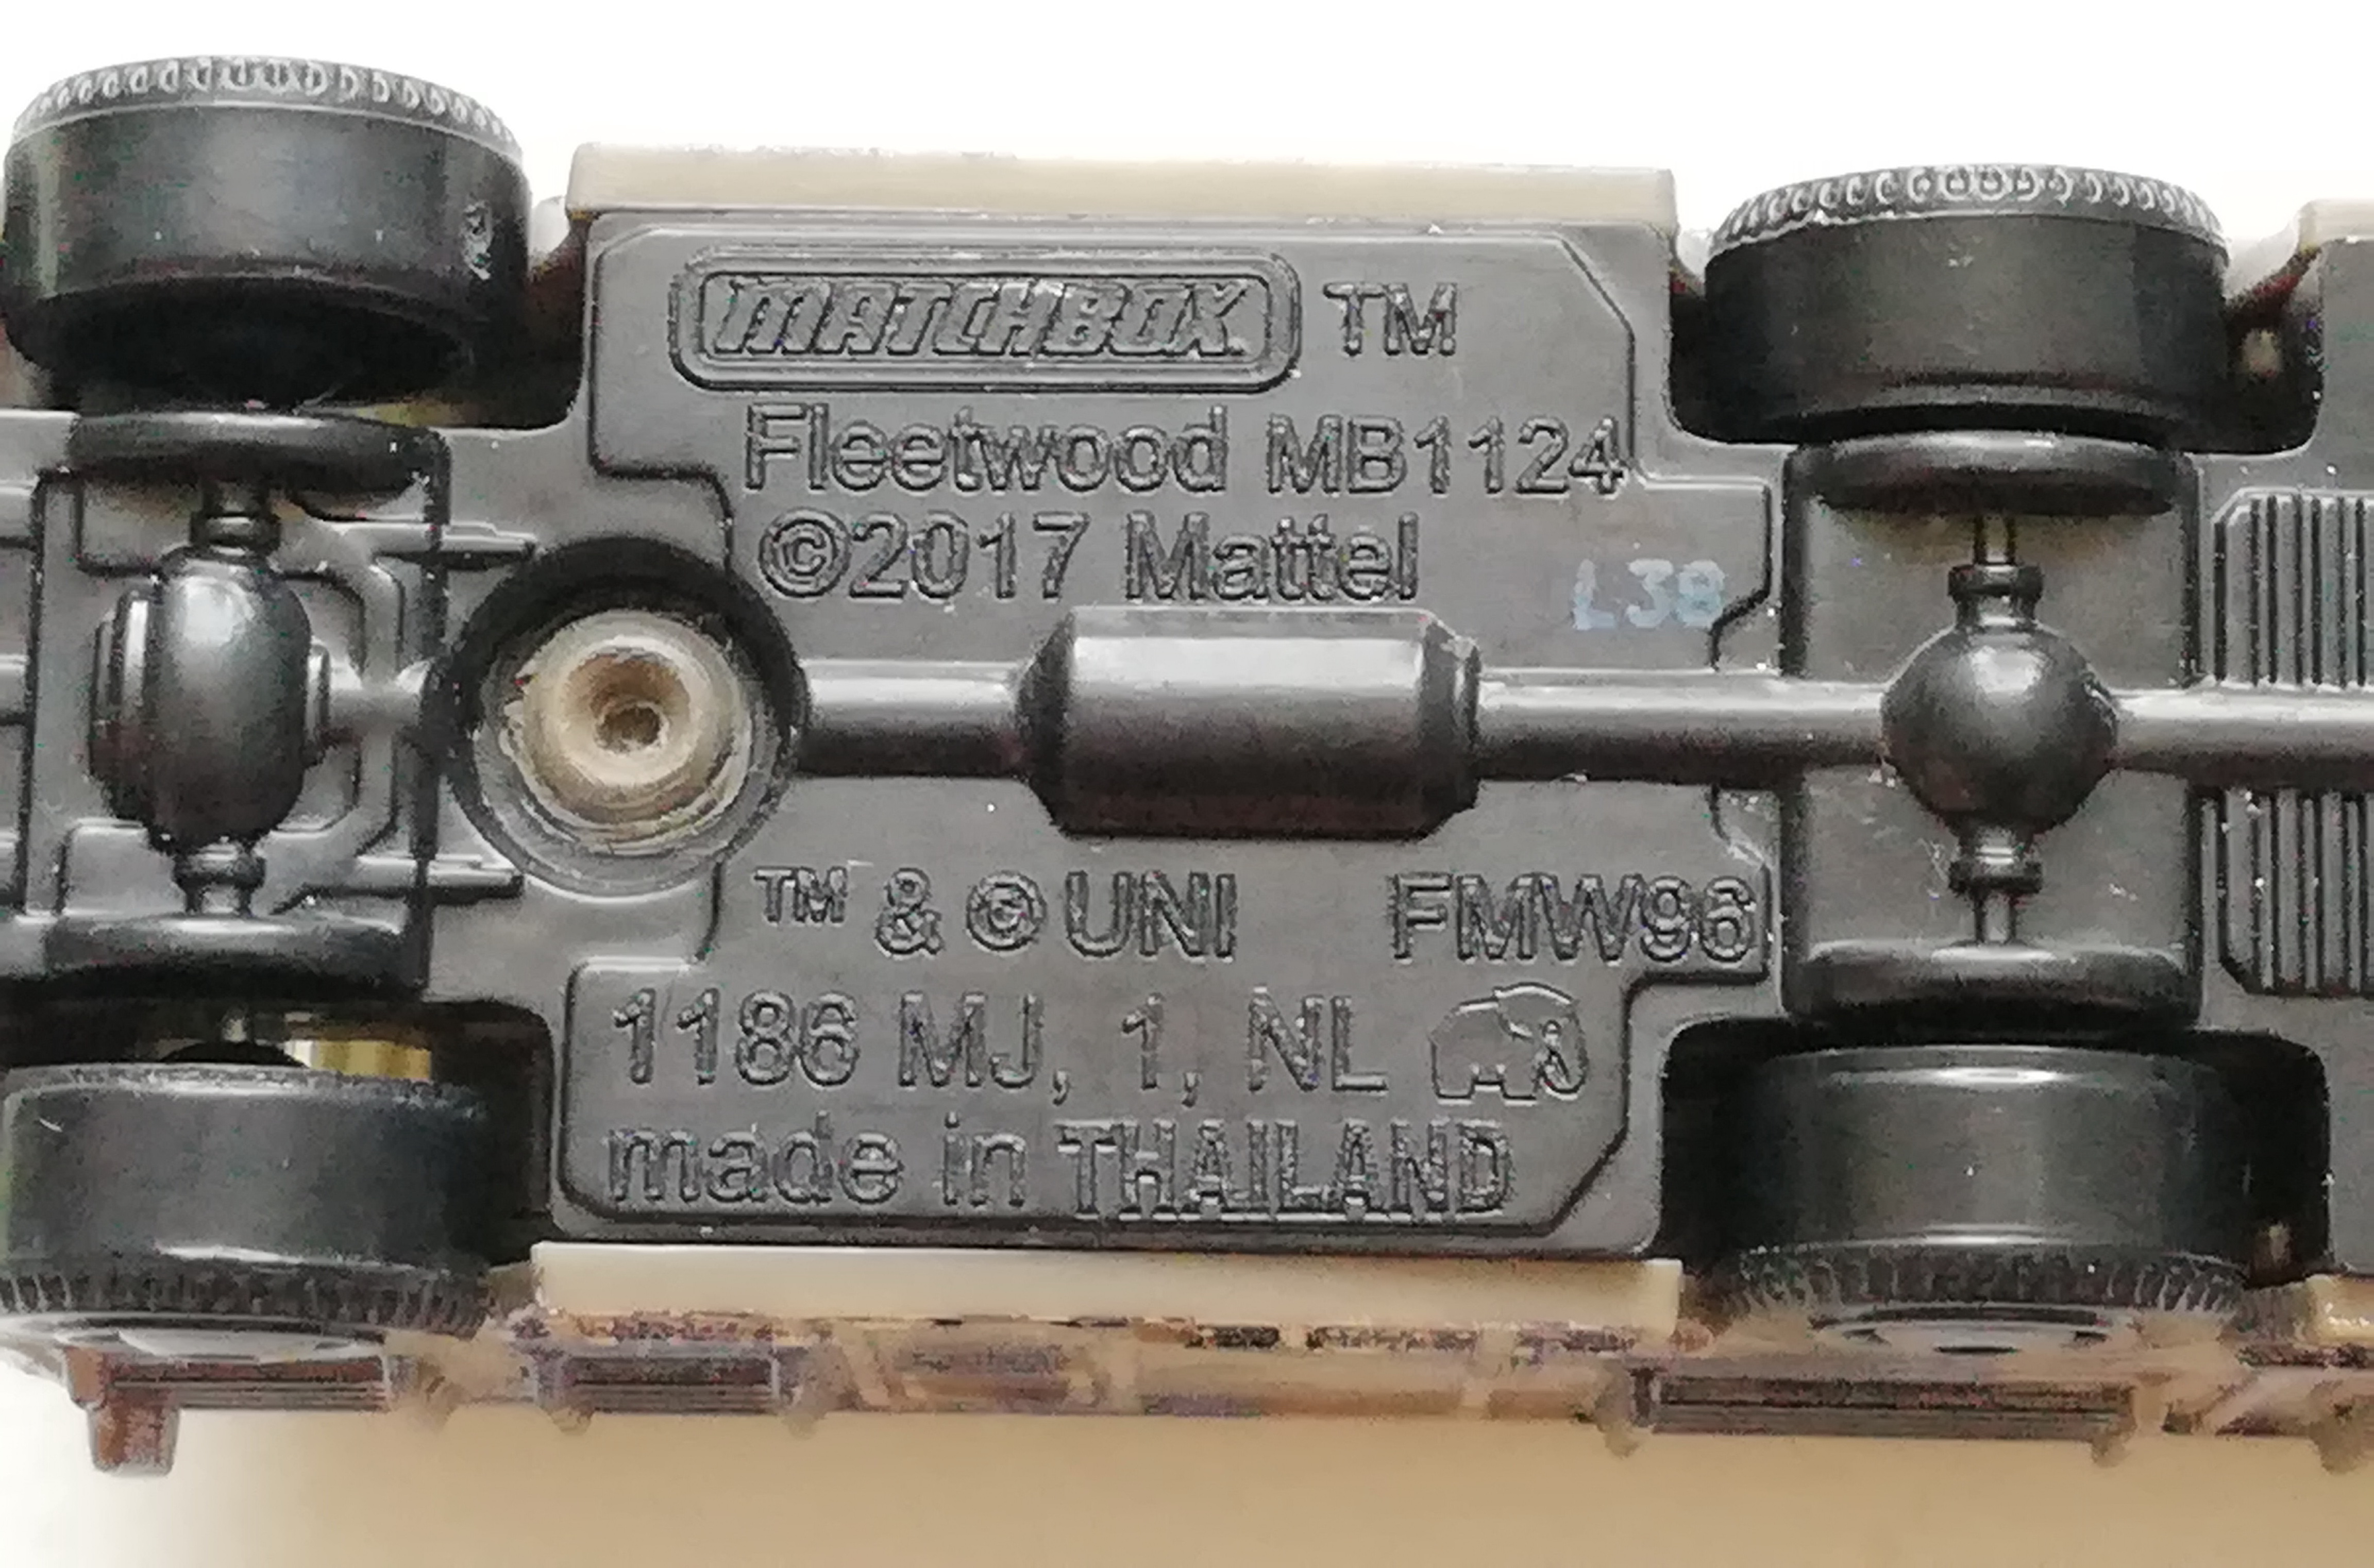 MATCHBOX TM
Fleetwood MB1124
©2017 Mattel
L38
™ & © UNI FMW96
1186 MJ, 1, NL
made in THAILAND